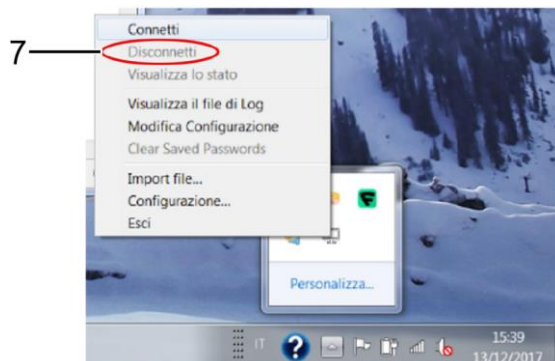 Connetti
7
Disconnetti
Visualizza lo stato
Visualizza il file di Log
Modifica Configurazione
Clear Saved Passwords
Import file...
Configurazione...
Esci
Personalizza...
IT
?
15:39
13/12/2017